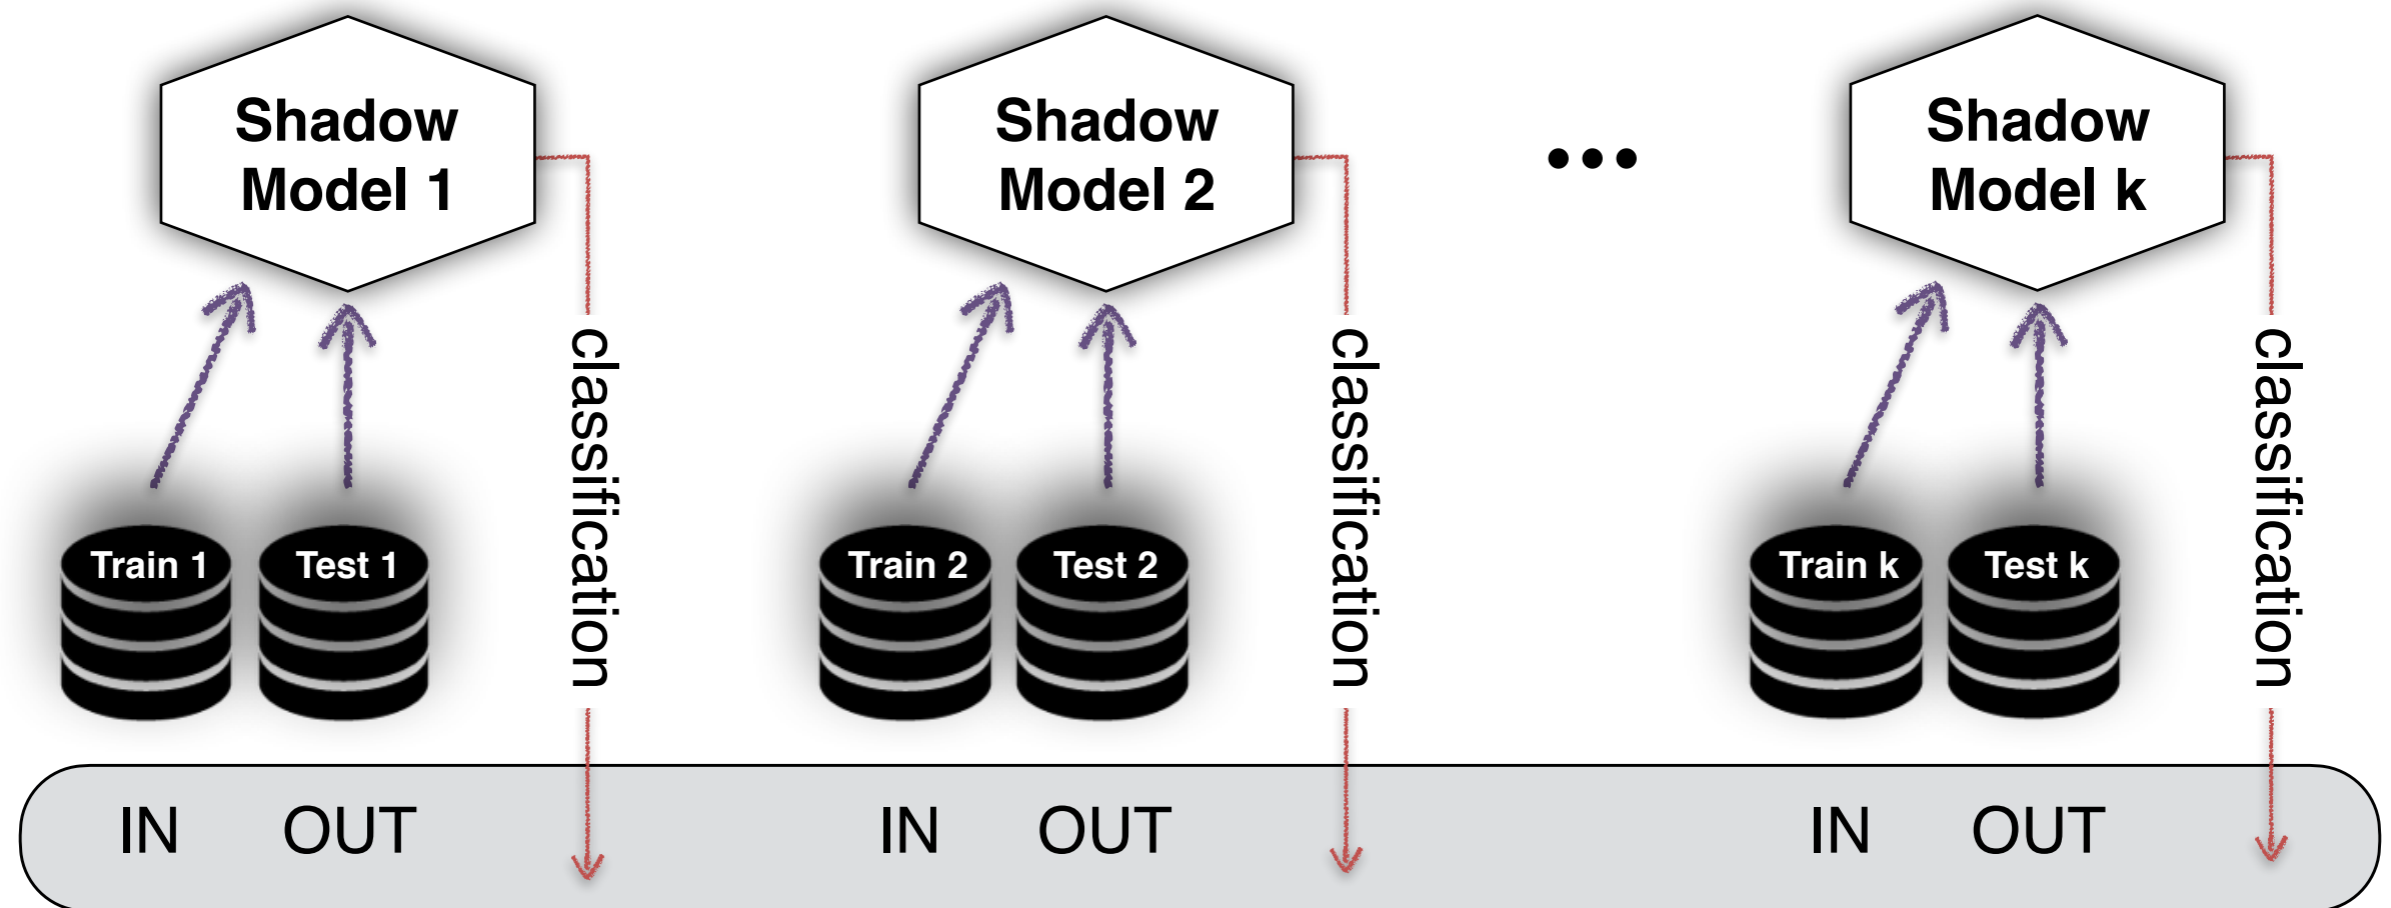 Shadow
Model 1
Shadow
Model 2
•••
Shadow
Model k
classification
classification
classification
Train 1
Test 1
Train 2
Test 2
Train k
Test k
IN
OUT
IN
OUT
IN
OUT